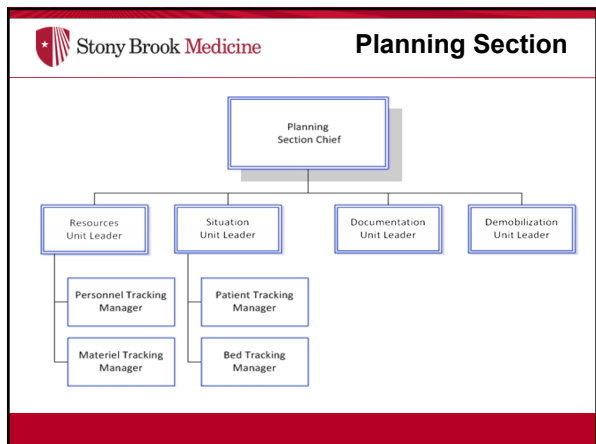 Stony Brook Medicine
Planning Section
Planning
Section Chief
Resources
Unit Leader
Situation
Unit Leader
Documentation
Unit Leader
Demobilization
Unit Leader
Personnel Tracking
Manager
Patient Tracking
Manager
Materiel Tracking
Manager
Bed Tracking
Manager